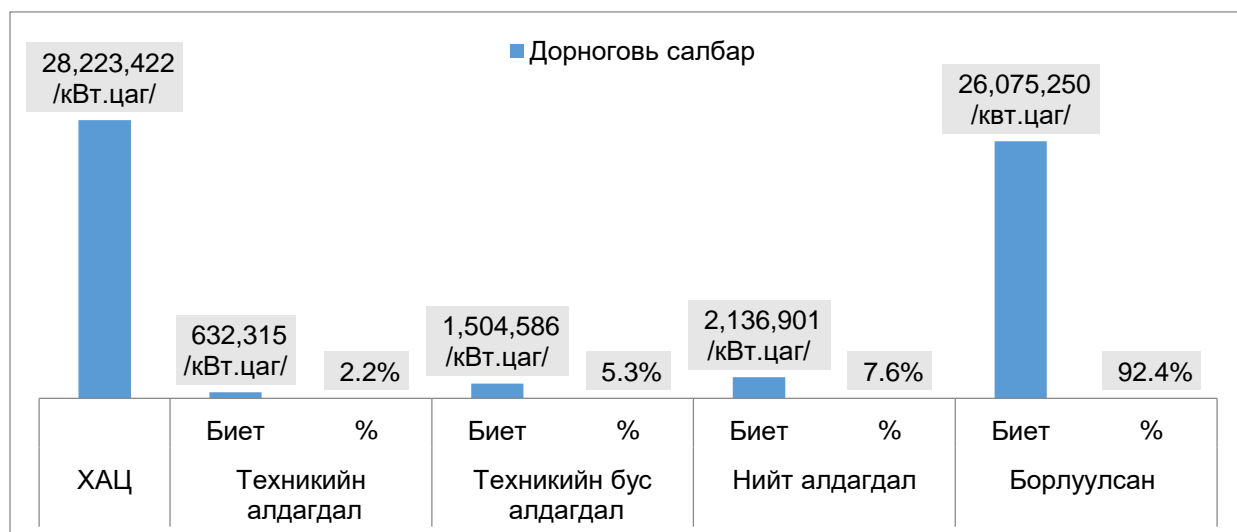 Дорноговь салбар
28,223,422
/кВт.цаг/
632,315
/кВт.цаг/
2.2%
1,504,586
/кВт.цаг/
5.3%
2,136,901
/кВт.цаг/
7.6%
26,075,250
/квт.цаг/
92.4%
Биет % Биет % Биет % Биет %
ХАЦ Техникийн Техникийн бус Нийт алдагдал Борлуулсан
алдагдал алдагдал